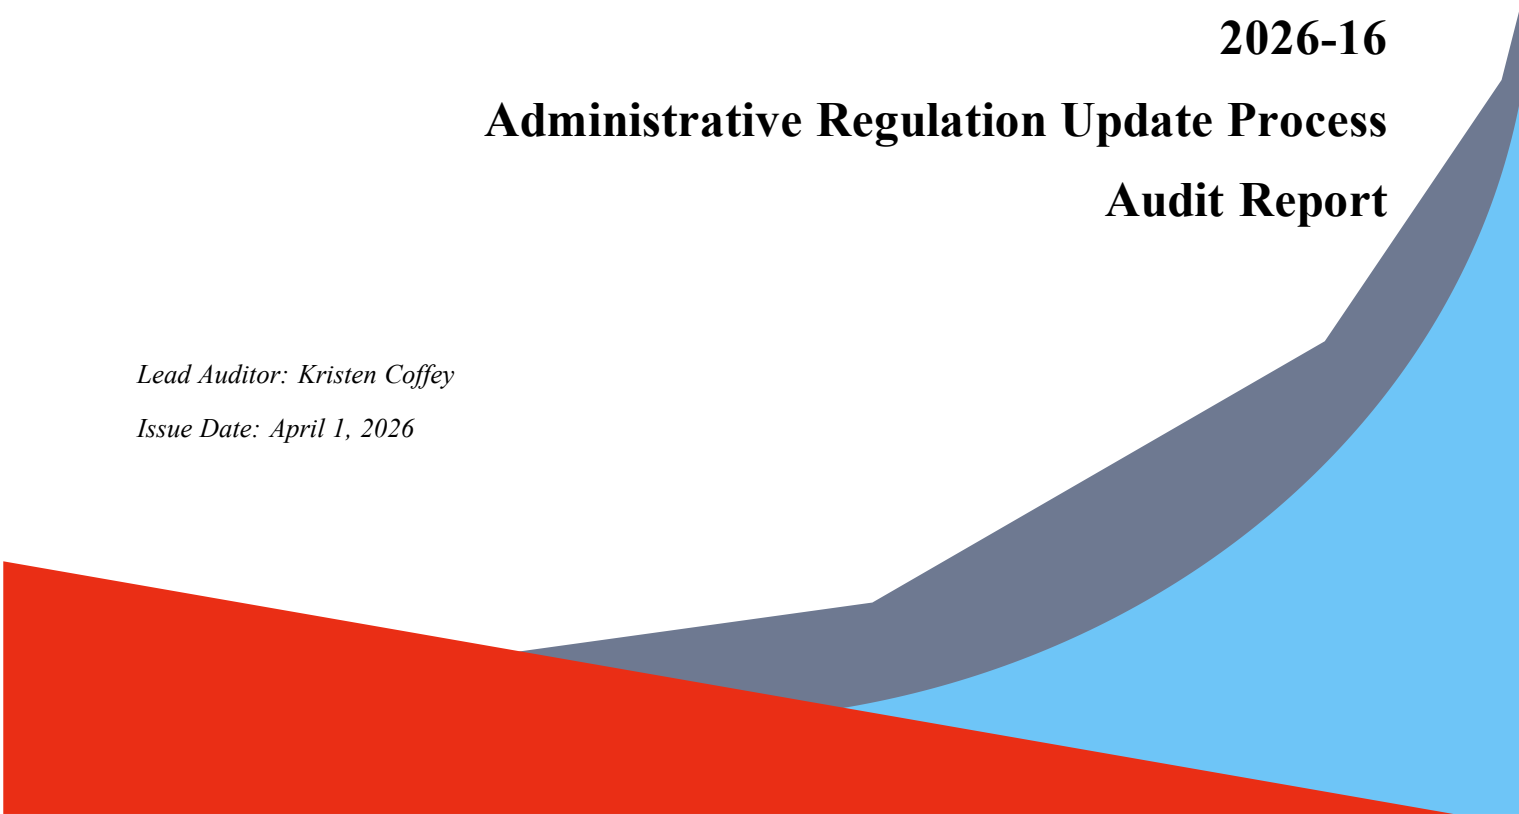 2026-16
Administrative Regulation Update Process
Audit Report
Lead Auditor: Kristen Coffey
Issue Date: April 1, 2026